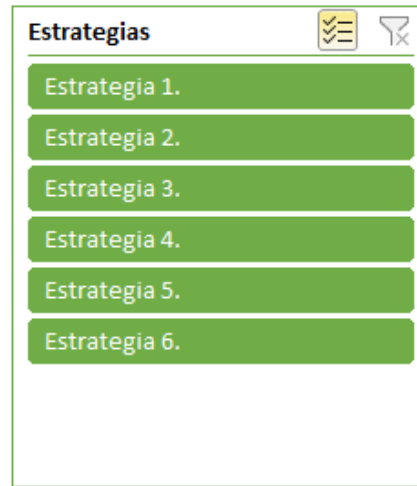 Estrategias
Estrategia 1.
Estrategia 2.
Estrategia 3.
Estrategia 4.
Estrategia 5.
Estrategia 6.